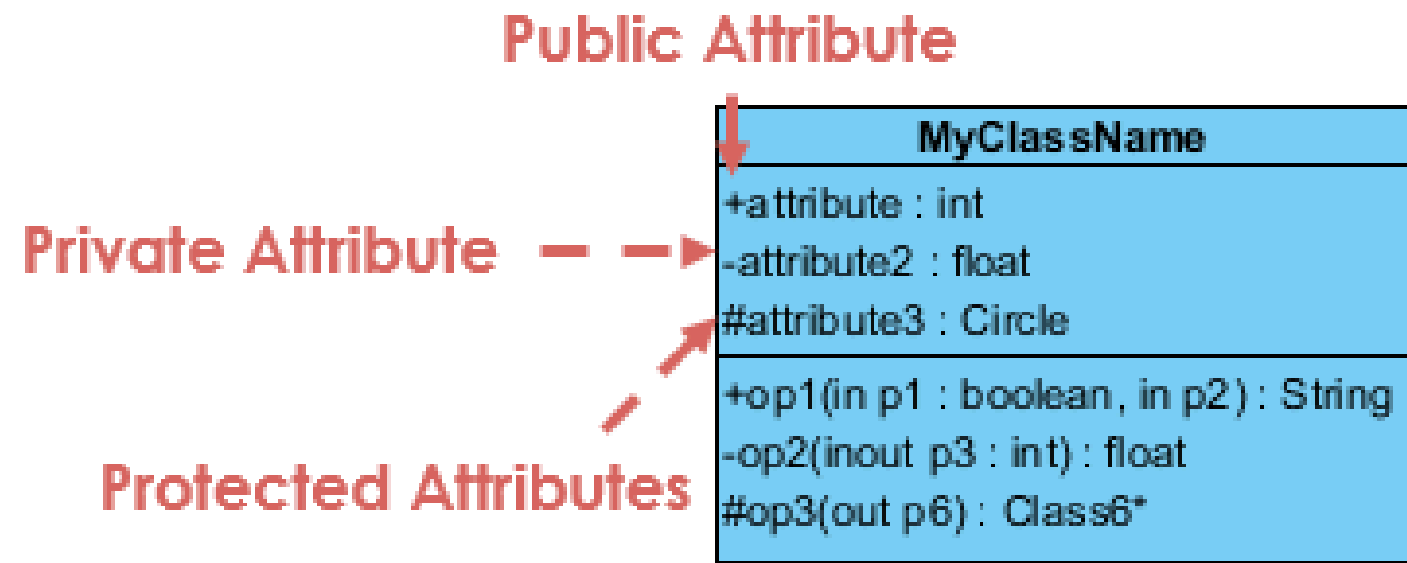 Public Attribute
MyClassName
+attribute : int
Private Attribute
-attribute2 : float
#attribute3 : Circle
+op1(in p1 : boolean, in p2) : String
-op2(inout p3 : int) : float
Protected Attributes
#op3(out p6) : Class6*